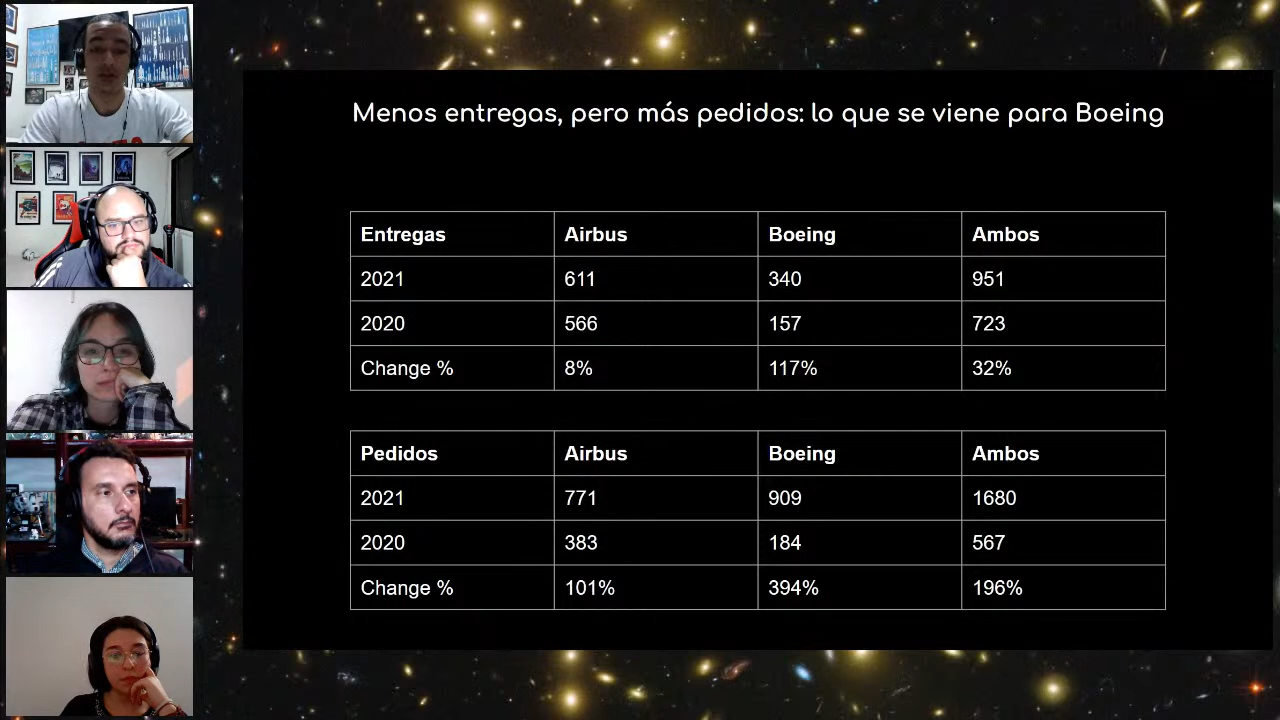 Menos entregas, pero más pedidos: lo que se viene para Boeing
Entregas Airbus Boeing Ambos
2021 611 340 951
2020 566 157 723
Change % 8% 117% 32%
Pedidos Airbus Boeing Ambos
2021 771 909 1680
2020 383 184 567
Change % 101% 394% 196%